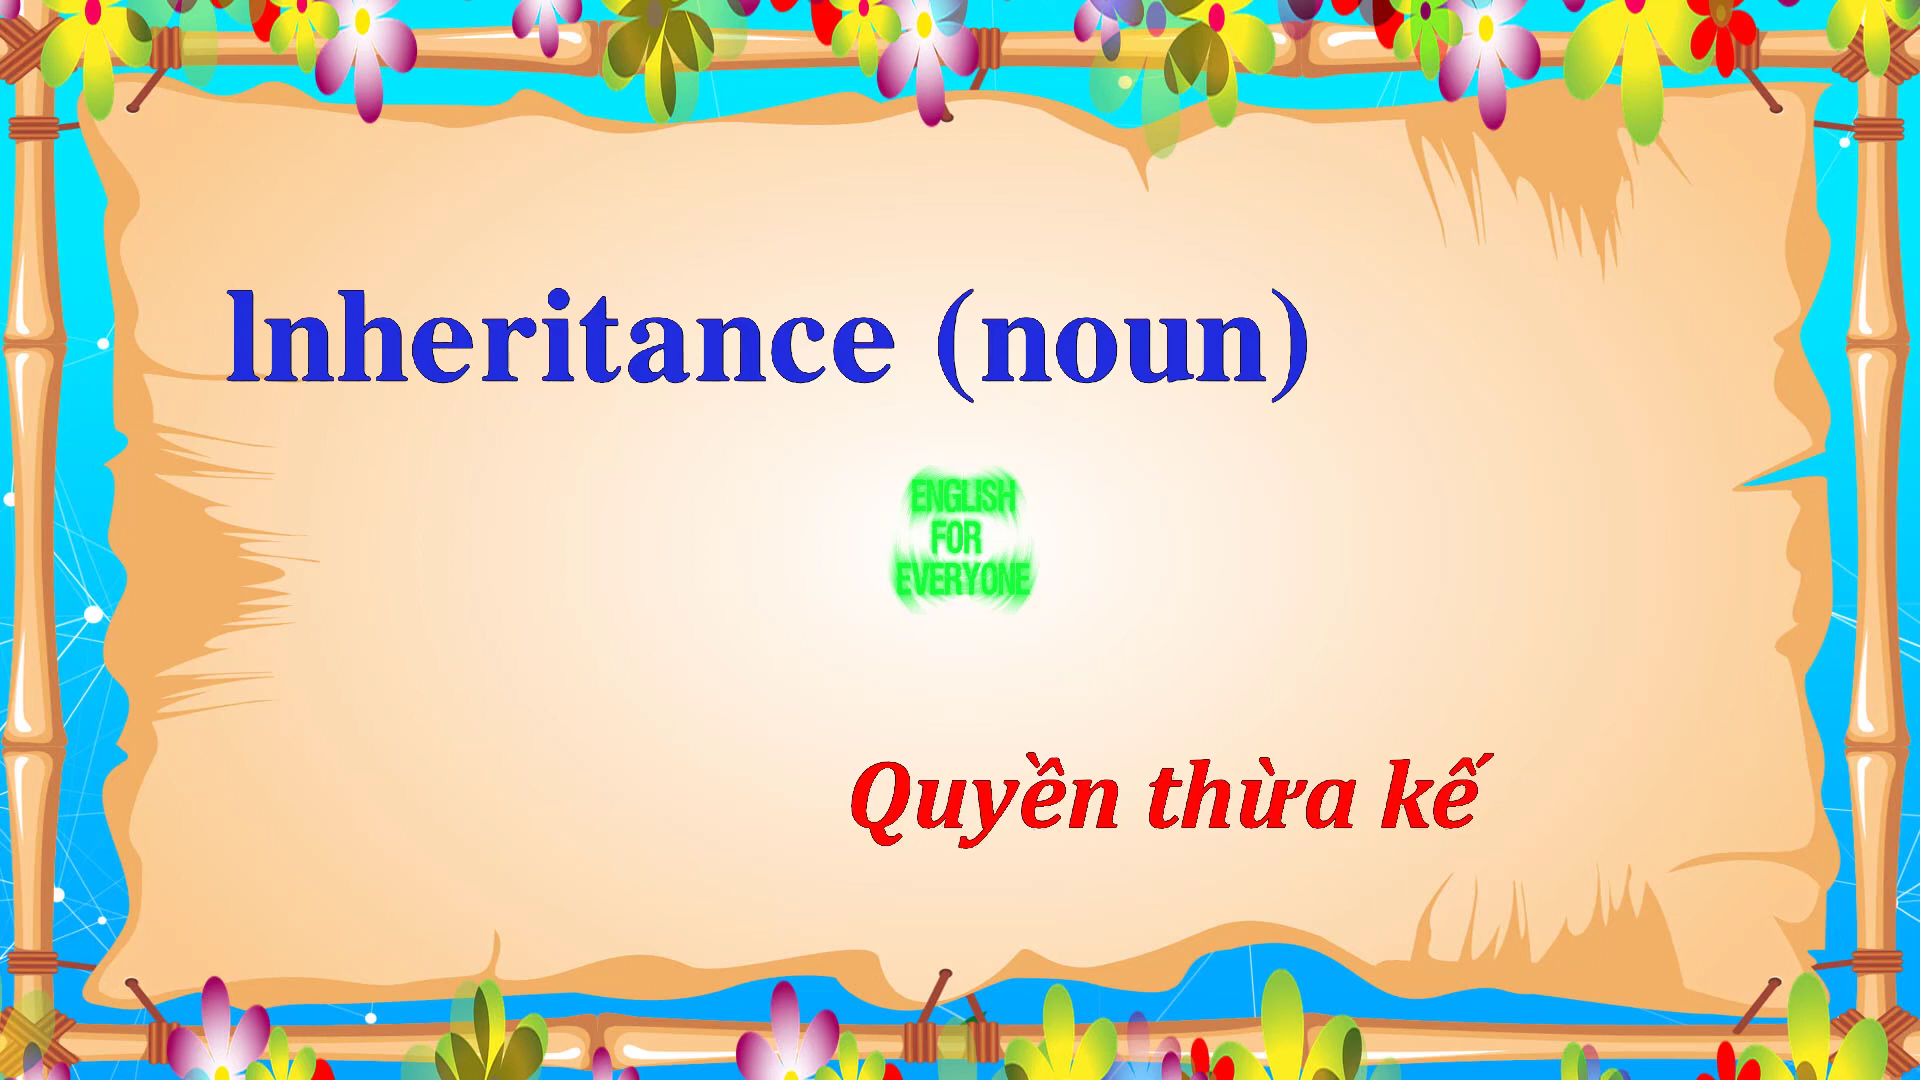 Inheritance (noun)
ENGLISH
FOR
EVERYONE
Quyền thừa kế